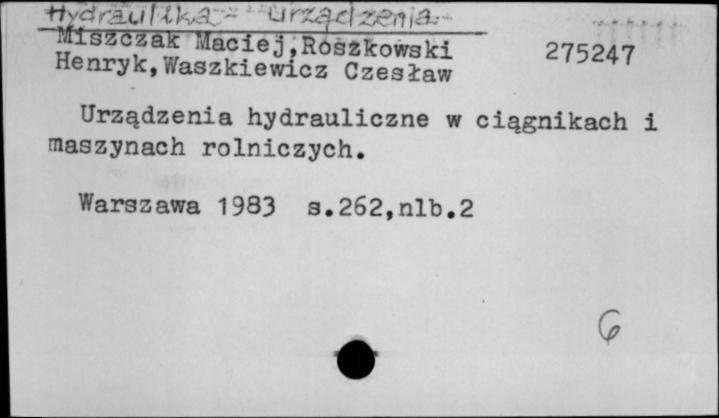 Hydraulika - urządzenia
Miszczak Maciej,Roszkowski 275247
Henryk,Waszkiewicz Czesław
Urządzenia hydrauliczne w ciągnikach i
maszynach rolniczych.
Warszawa 1983 s.262,nlb.2
6